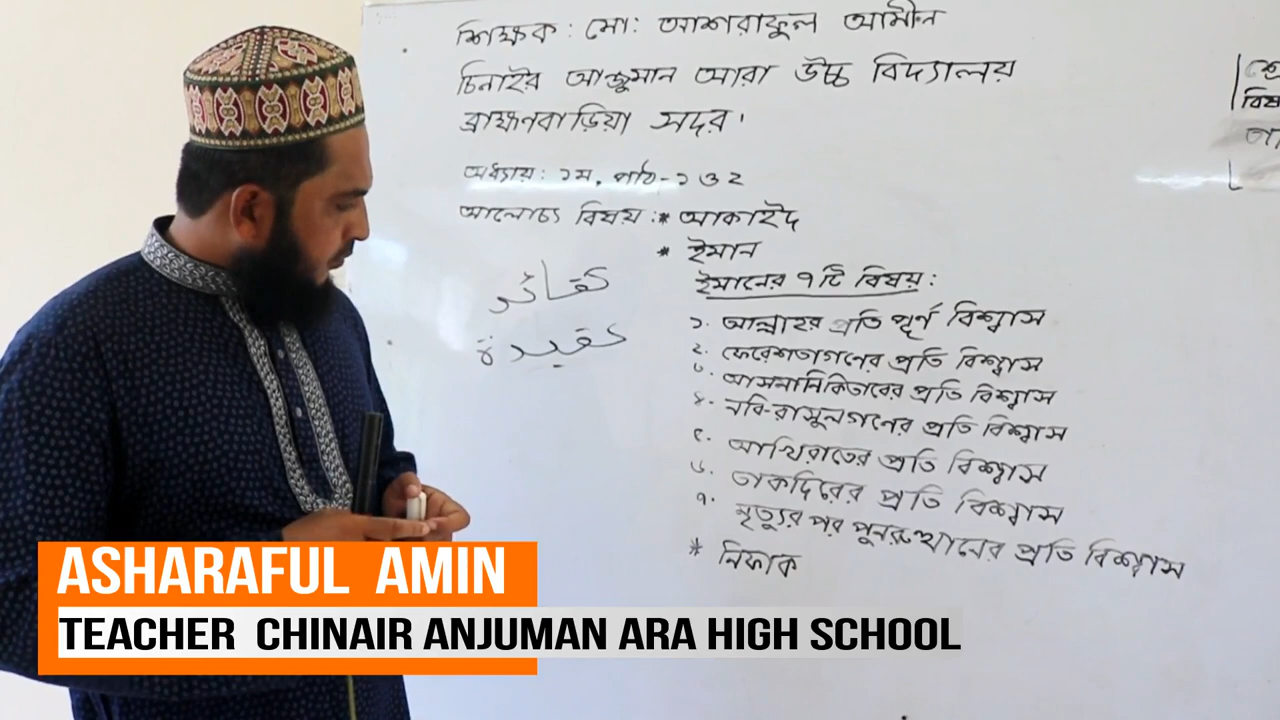 শিক্ষক: মো: আশরাফুল আমীন
চিনাইর আঞ্জুমান আরা উচ্চ বিদ্যালয়
ব্রাহ্মণবাড়িয়া সদর।
অধ্যায়: ১ম, পাঠ-১ ও ২
আলোচ্য বিষয়: * আকাইদ
* ইমান
ইমানের ৭টি বিষয়:
১. আল্লাহর প্রতি পূর্ণ বিশ্বাস
২. ফেরেশতাগণের প্রতি বিশ্বাস
৩. আসমানিকিতাবের প্রতি বিশ্বাস
৪. নবি-রাসুলগণের প্রতি বিশ্বাস
৫. আখিরাতের প্রতি বিশ্বাস
৬. তাকদিরের প্রতি বিশ্বাস
৭. মৃত্যুর পর পুনরুত্থানের প্রতি বিশ্বাস
* নিফাক
عقائد
عقيدة
ASHARAFUL AMIN
TEACHER CHINAIR ANJUMAN ARA HIGH SCHOOL